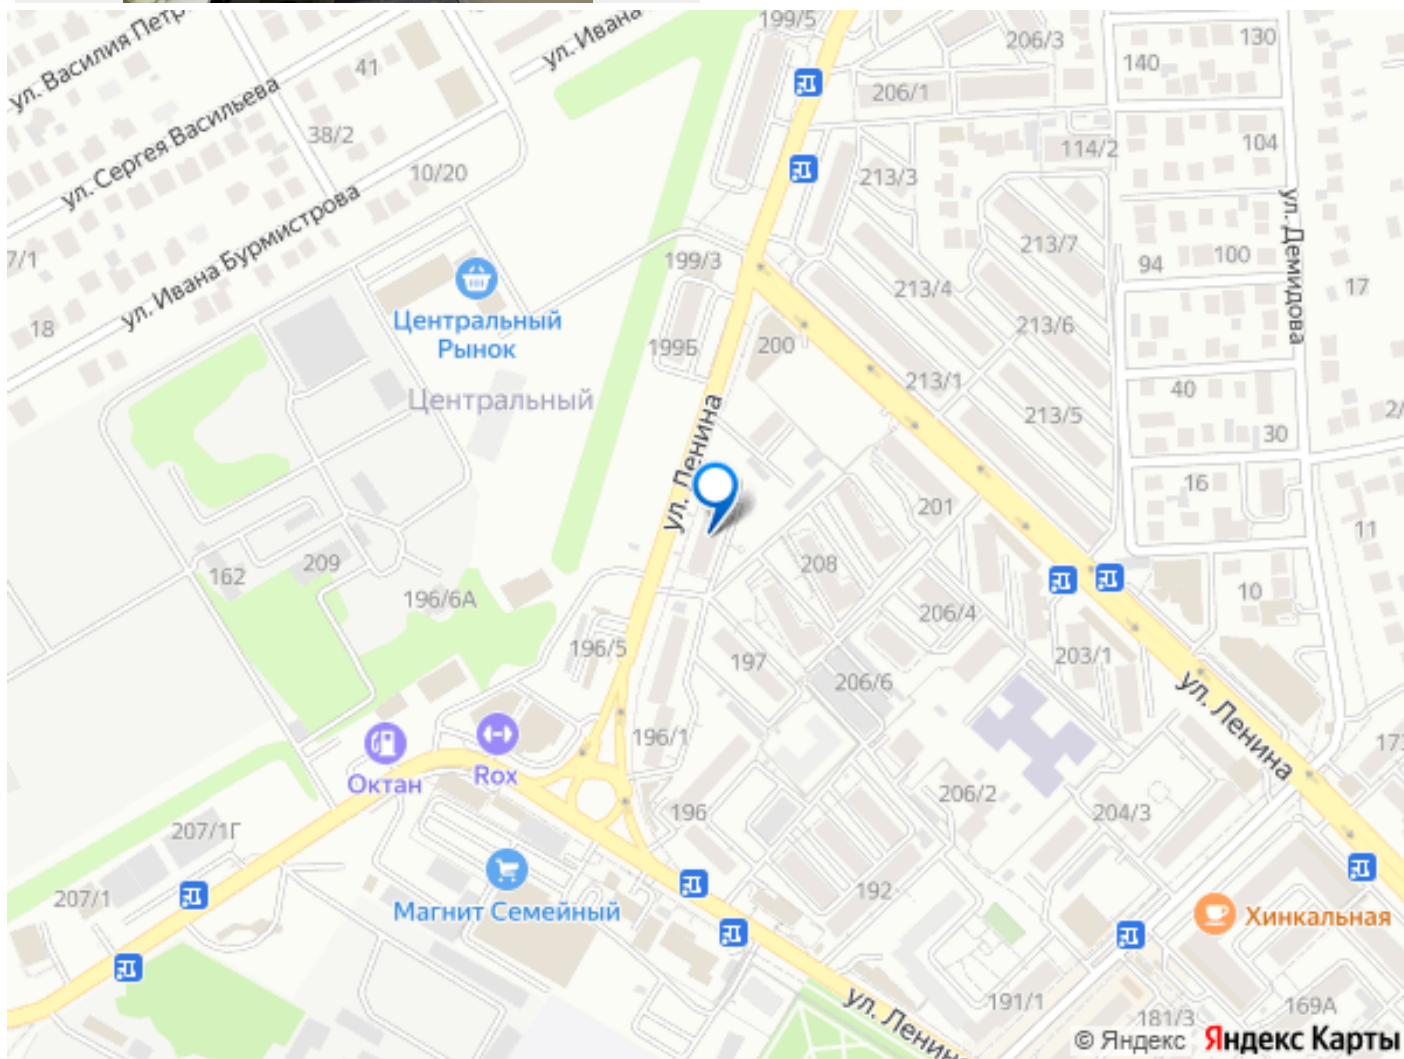 199/5
206/3
130
ул. Василия Петр
ул. Ивана
41
140
206/1
ул. Сергея Васильева
38/2
114/2
104
10/20
213/3
ул. Ивана Бурмистрова
ул. Демидова
7/1
199/3
213/7
94
100
17
18
Центральный
Рынок
213/4
213/6
199Б
200
Центральный
213/1
40
213/5
2/
30
ул. Ленина
16
201
11
162
209
208
196/6А
206/4
10
196/5
197
203/1
206/6
ул. Ленина
196/1
173
Октан
Rox
206/2
204/3
196
207/1Г
207/1
192
Магнит Семейный
Хинкальная
191/1
169А
181/3
ул. Ленина
© Яндекс Яндекс Карты